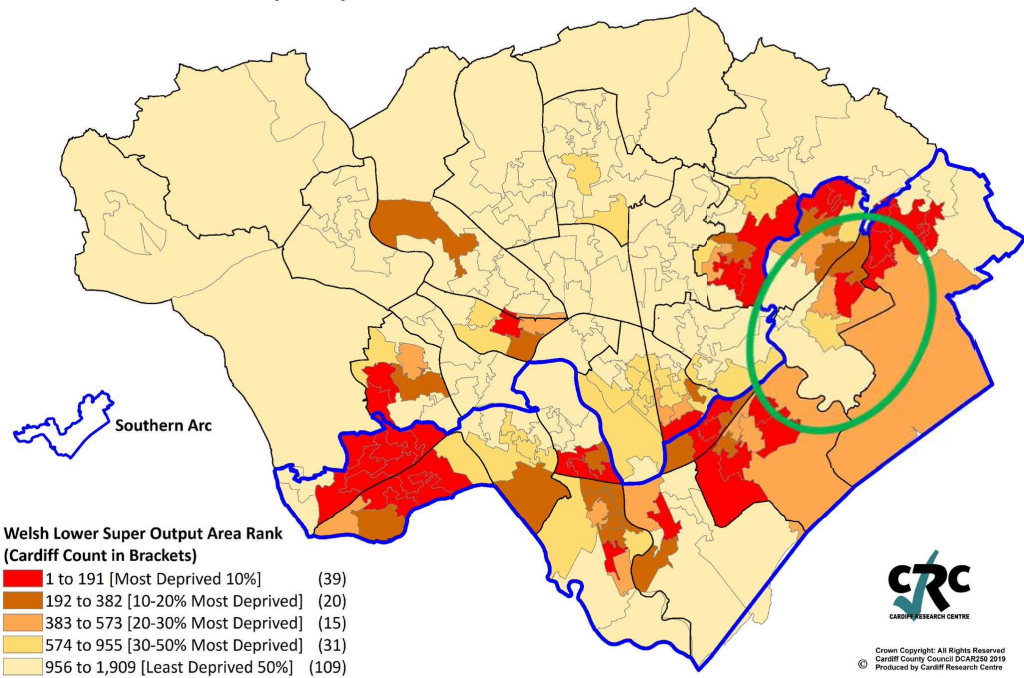 Southern Arc
Welsh Lower Super Output Area Rank
(Cardiff Count in Brackets)
1 to 191 [Most Deprived 10%] (39)
192 to 382 [10-20% Most Deprived] (20)
383 to 573 [20-30% Most Deprived] (15)
574 to 955 [30-50% Most Deprived] (31)
956 to 1,909 [Least Deprived 50%] (109)
CRC
CARDIFF RESEARCH CENTRE
Crown Copyright: All Rights Reserved
© Cardiff County Council DCAR250 2019
Produced by Cardiff Research Centre